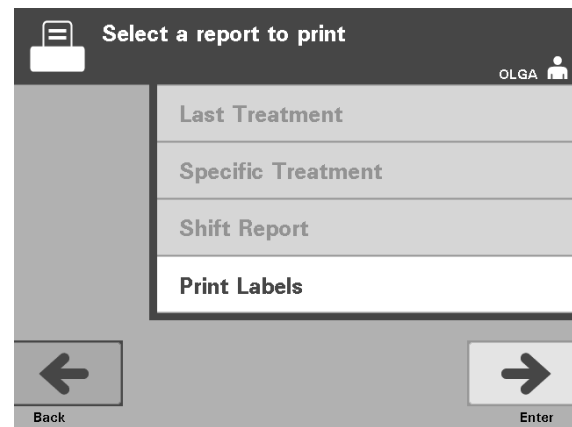 Select a report to print
OLGA
Last Treatment
Specific Treatment
Shift Report
Print Labels
Back
Enter